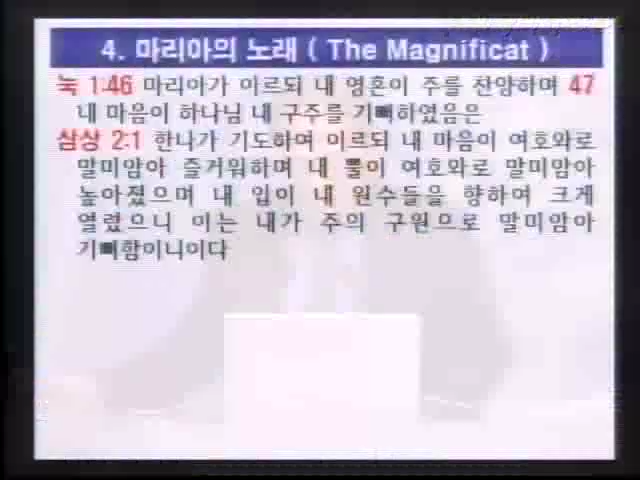 4. 마리아의 노래 ( The Magnificat )
눅 1:46 마리아가 이르되 내 영혼이 주를 찬양하며 47
내 마음이 하나님 내 구주를 기뻐하였음은
삼상 2:1 한나가 기도하여 이르되 내 마음이 여호와로
말미암아 즐거워하며 내 뿔이 여호와로 말미암아
높아졌으며 내 입이 내 원수들을 향하여 크게
열렸으니 이는 내가 주의 구원으로 말미암아
기뻐함이니이다